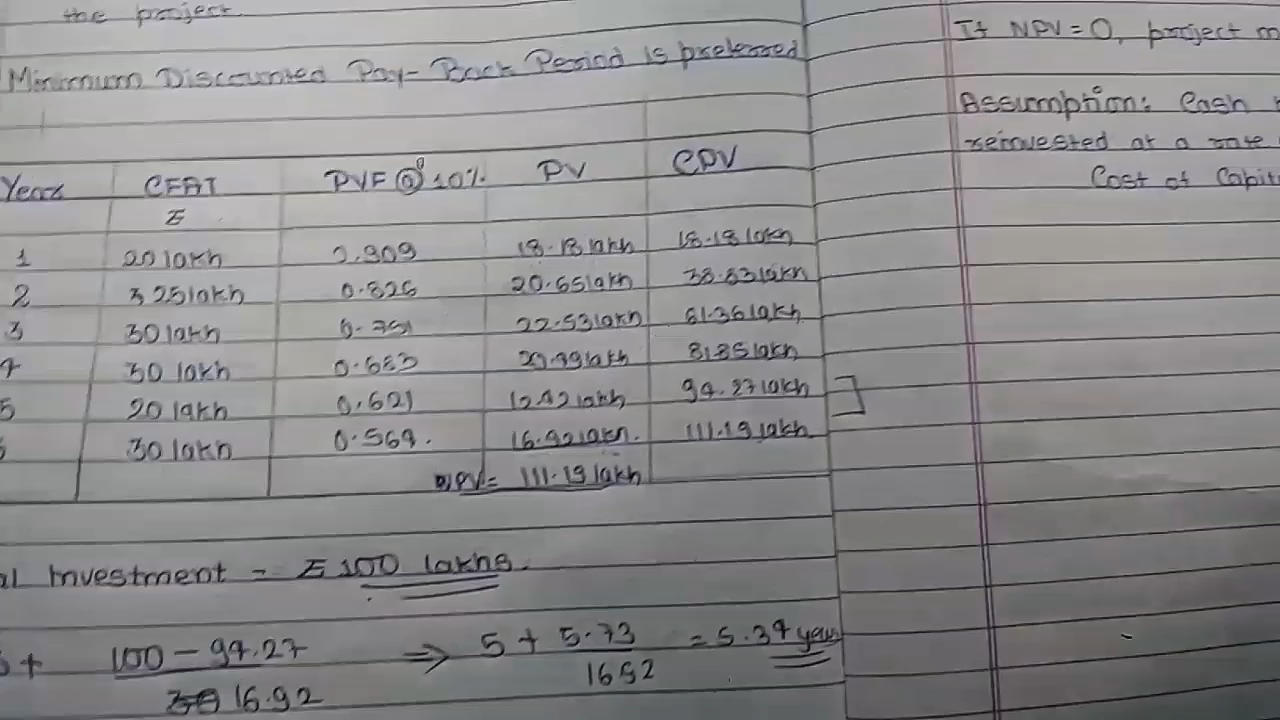 the project
Minimum Discounted Pay-Back Period is preferred
Years CFAT PVF @ 10% PV CPV
₹
1 20 lakh 0.909 18.18 lakh 18.18 lakh
2 25 lakh 0.826 20.65 lakh 38.83 lakh
3 30 lakh 0.751 22.53 lakh 61.36 lakh
4 30 lakh 0.683 20.49 lakh 81.85 lakh
5 20 lakh 0.621 12.42 lakh 94.27 lakh
30 lakh 0.564. 16.92 lakh. 111.19 lakh
PV = 111.19 lakh
Investment - ₹ 100 lakhs.
+ 100 - 94.27 ⇒ 5 + 5.73 = 5.34 years
16.92 1692
If NPV = 0, project
Assumption: Cash
reinvested at a rate
Cost of Capit